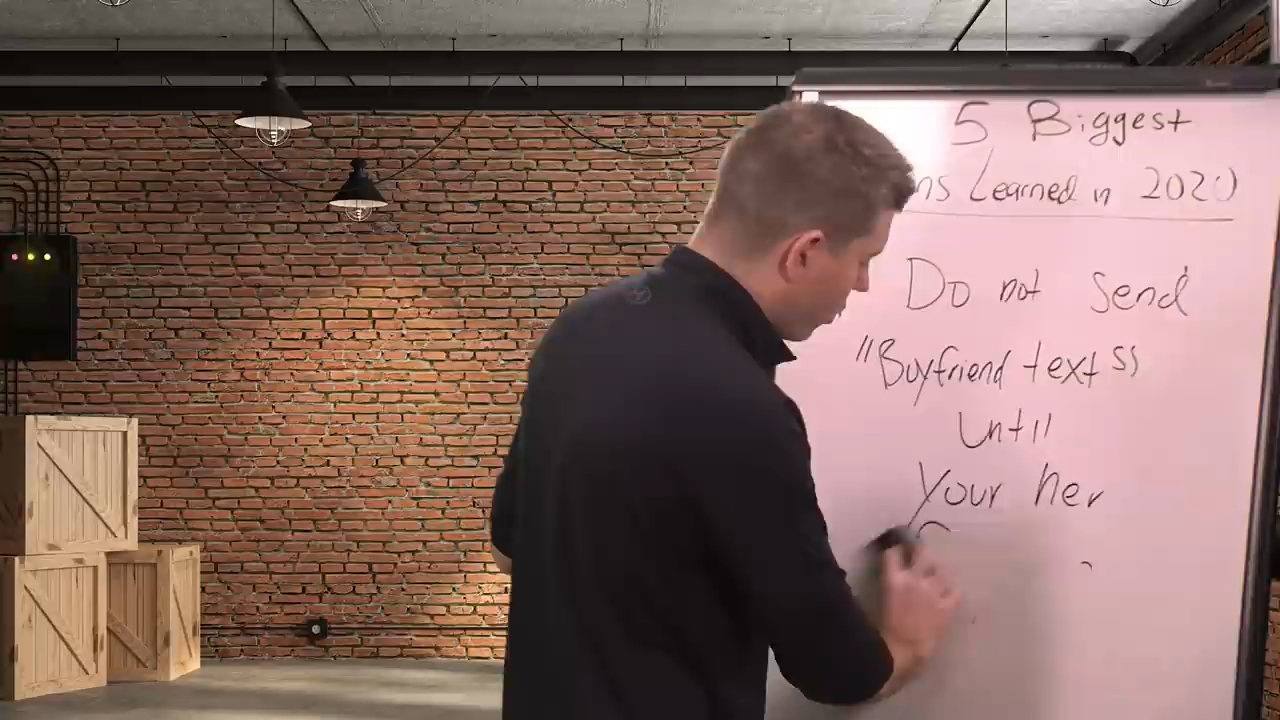 5 Biggest
ns Learned in 2020
Do not Send
"Boyfriend texts"
Until
Your her